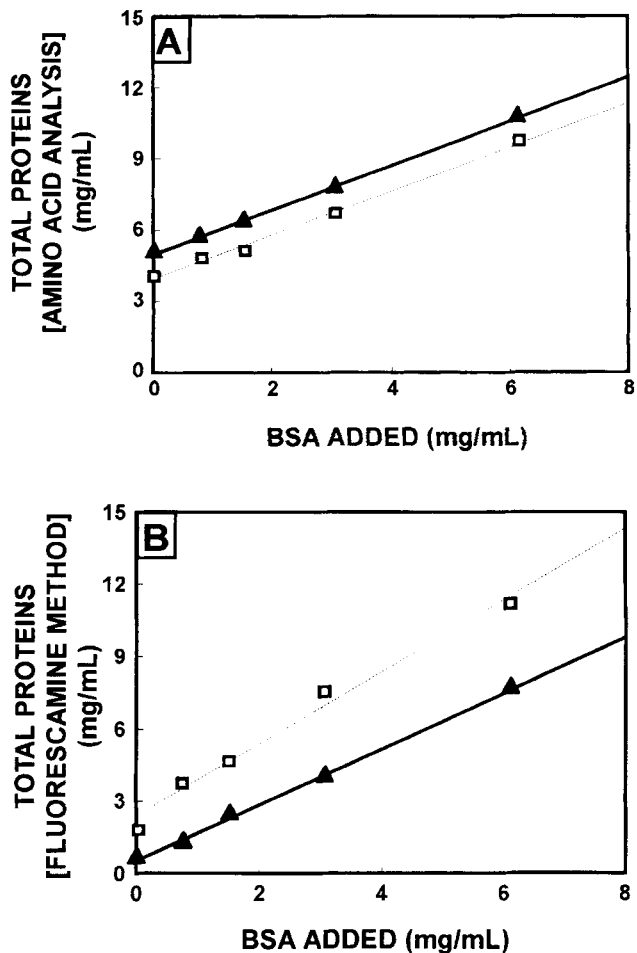 A
TOTAL PROTEINS
[AMINO ACID ANALYSIS]
(mg/mL)
15
12
9
6
3
0
0 2 4 6 8
BSA ADDED (mg/mL)
B
TOTAL PROTEINS
[FLUORESCAMINE METHOD]
(mg/mL)
15
12
9
6
3
0
0 2 4 6 8
BSA ADDED (mg/mL)